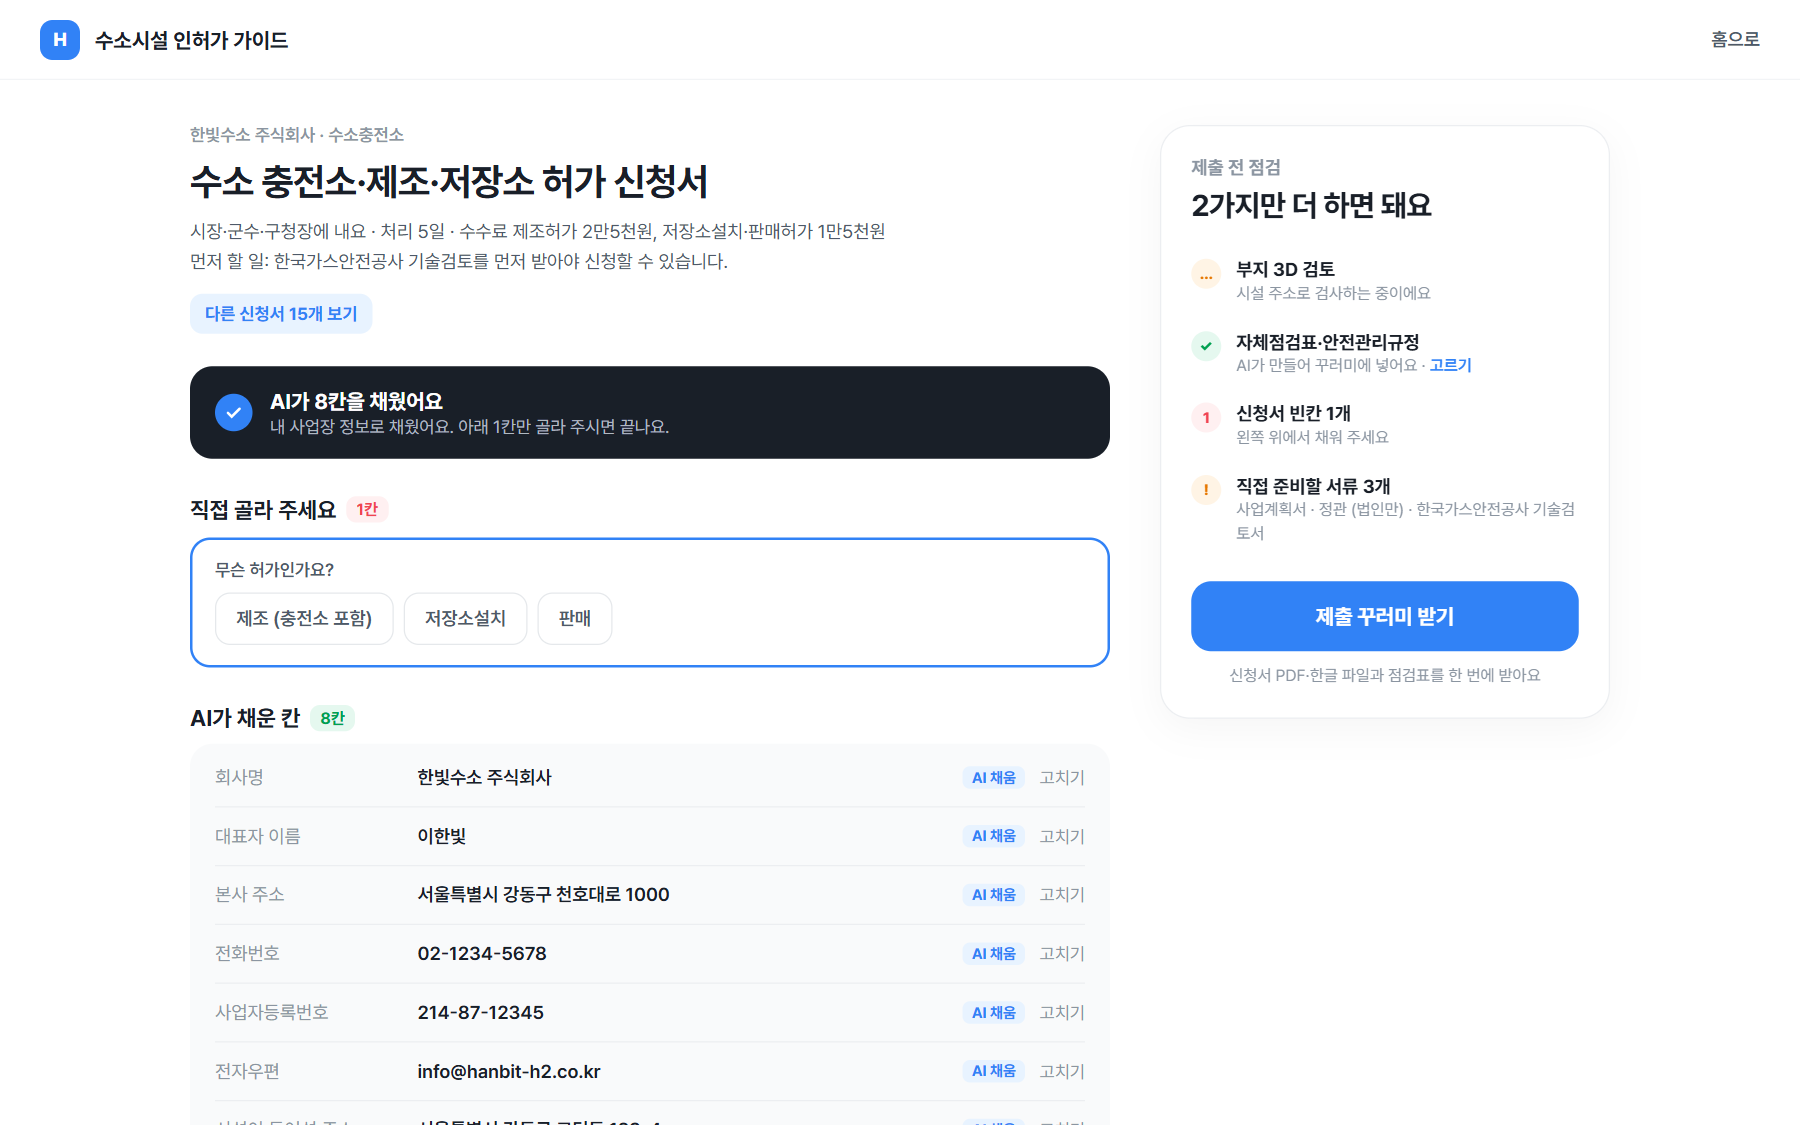 H 수소시설 인허가 가이드
홈으로
한빛수소 주식회사 · 수소충전소
수소 충전소·제조·저장소 허가 신청서
시장·군수·구청장에 내요 · 처리 5일 · 수수료 제조허가 2만5천원, 저장소설치·판매허가 1만5천원
먼저 할 일: 한국가스안전공사 기술검토를 먼저 받아야 신청할 수 있습니다.
다른 신청서 15개 보기
AI가 8칸을 채웠어요
내 사업장 정보로 채웠어요. 아래 1칸만 골라 주시면 끝나요.
직접 골라 주세요 1칸
무슨 허가인가요?
제조 (충전소 포함) 저장소설치 판매
AI가 채운 칸 8칸
회사명 한빛수소 주식회사 AI 채움 고치기
대표자 이름 이한빛 AI 채움 고치기
본사 주소 서울특별시 강동구 천호대로 1000 AI 채움 고치기
전화번호 02-1234-5678 AI 채움 고치기
사업자등록번호 214-87-12345 AI 채움 고치기
전자우편 info@hanbit-h2.co.kr AI 채움 고치기
제출 전 점검
2가지만 더 하면 돼요
... 부지 3D 검토
시설 주소로 검사하는 중이에요
자체점검표·안전관리규정
AI가 만들어 꾸러미에 넣어요 · 고르기
1 신청서 빈칸 1개
왼쪽 위에서 채워 주세요
! 직접 준비할 서류 3개
사업계획서 · 정관 (법인만) · 한국가스안전공사 기술검
토서
제출 꾸러미 받기
신청서 PDF·한글 파일과 점검표를 한 번에 받아요